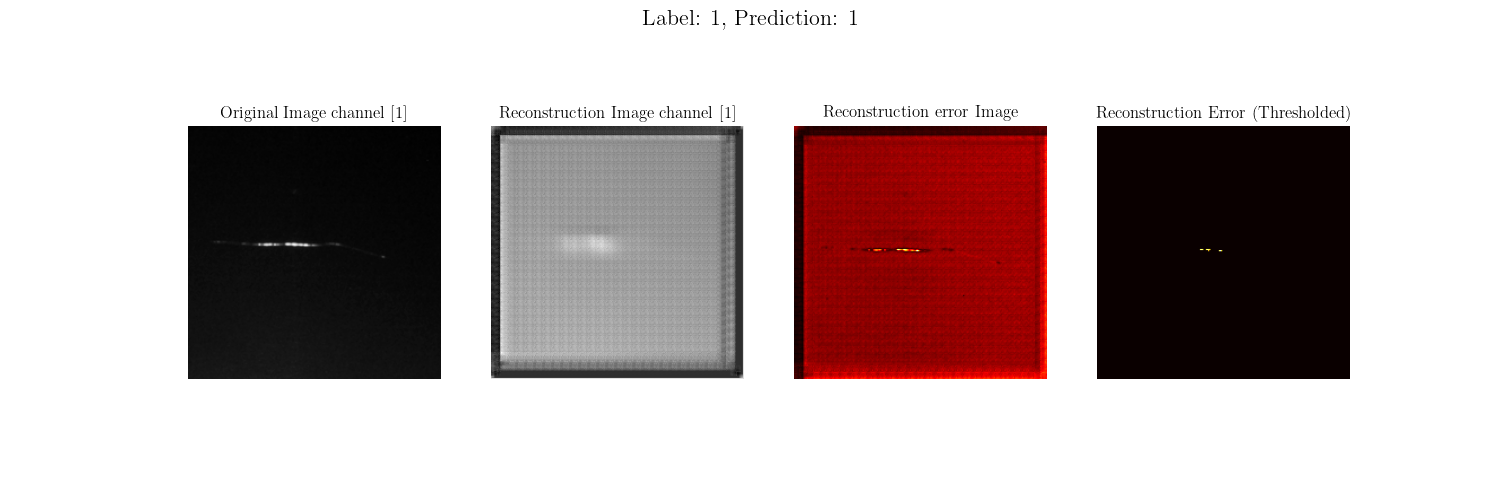 Label: 1, Prediction: 1
Original Image channel [1]
Reconstruction Image channel [1]
Reconstruction error Image
Reconstruction Error (Thresholded)